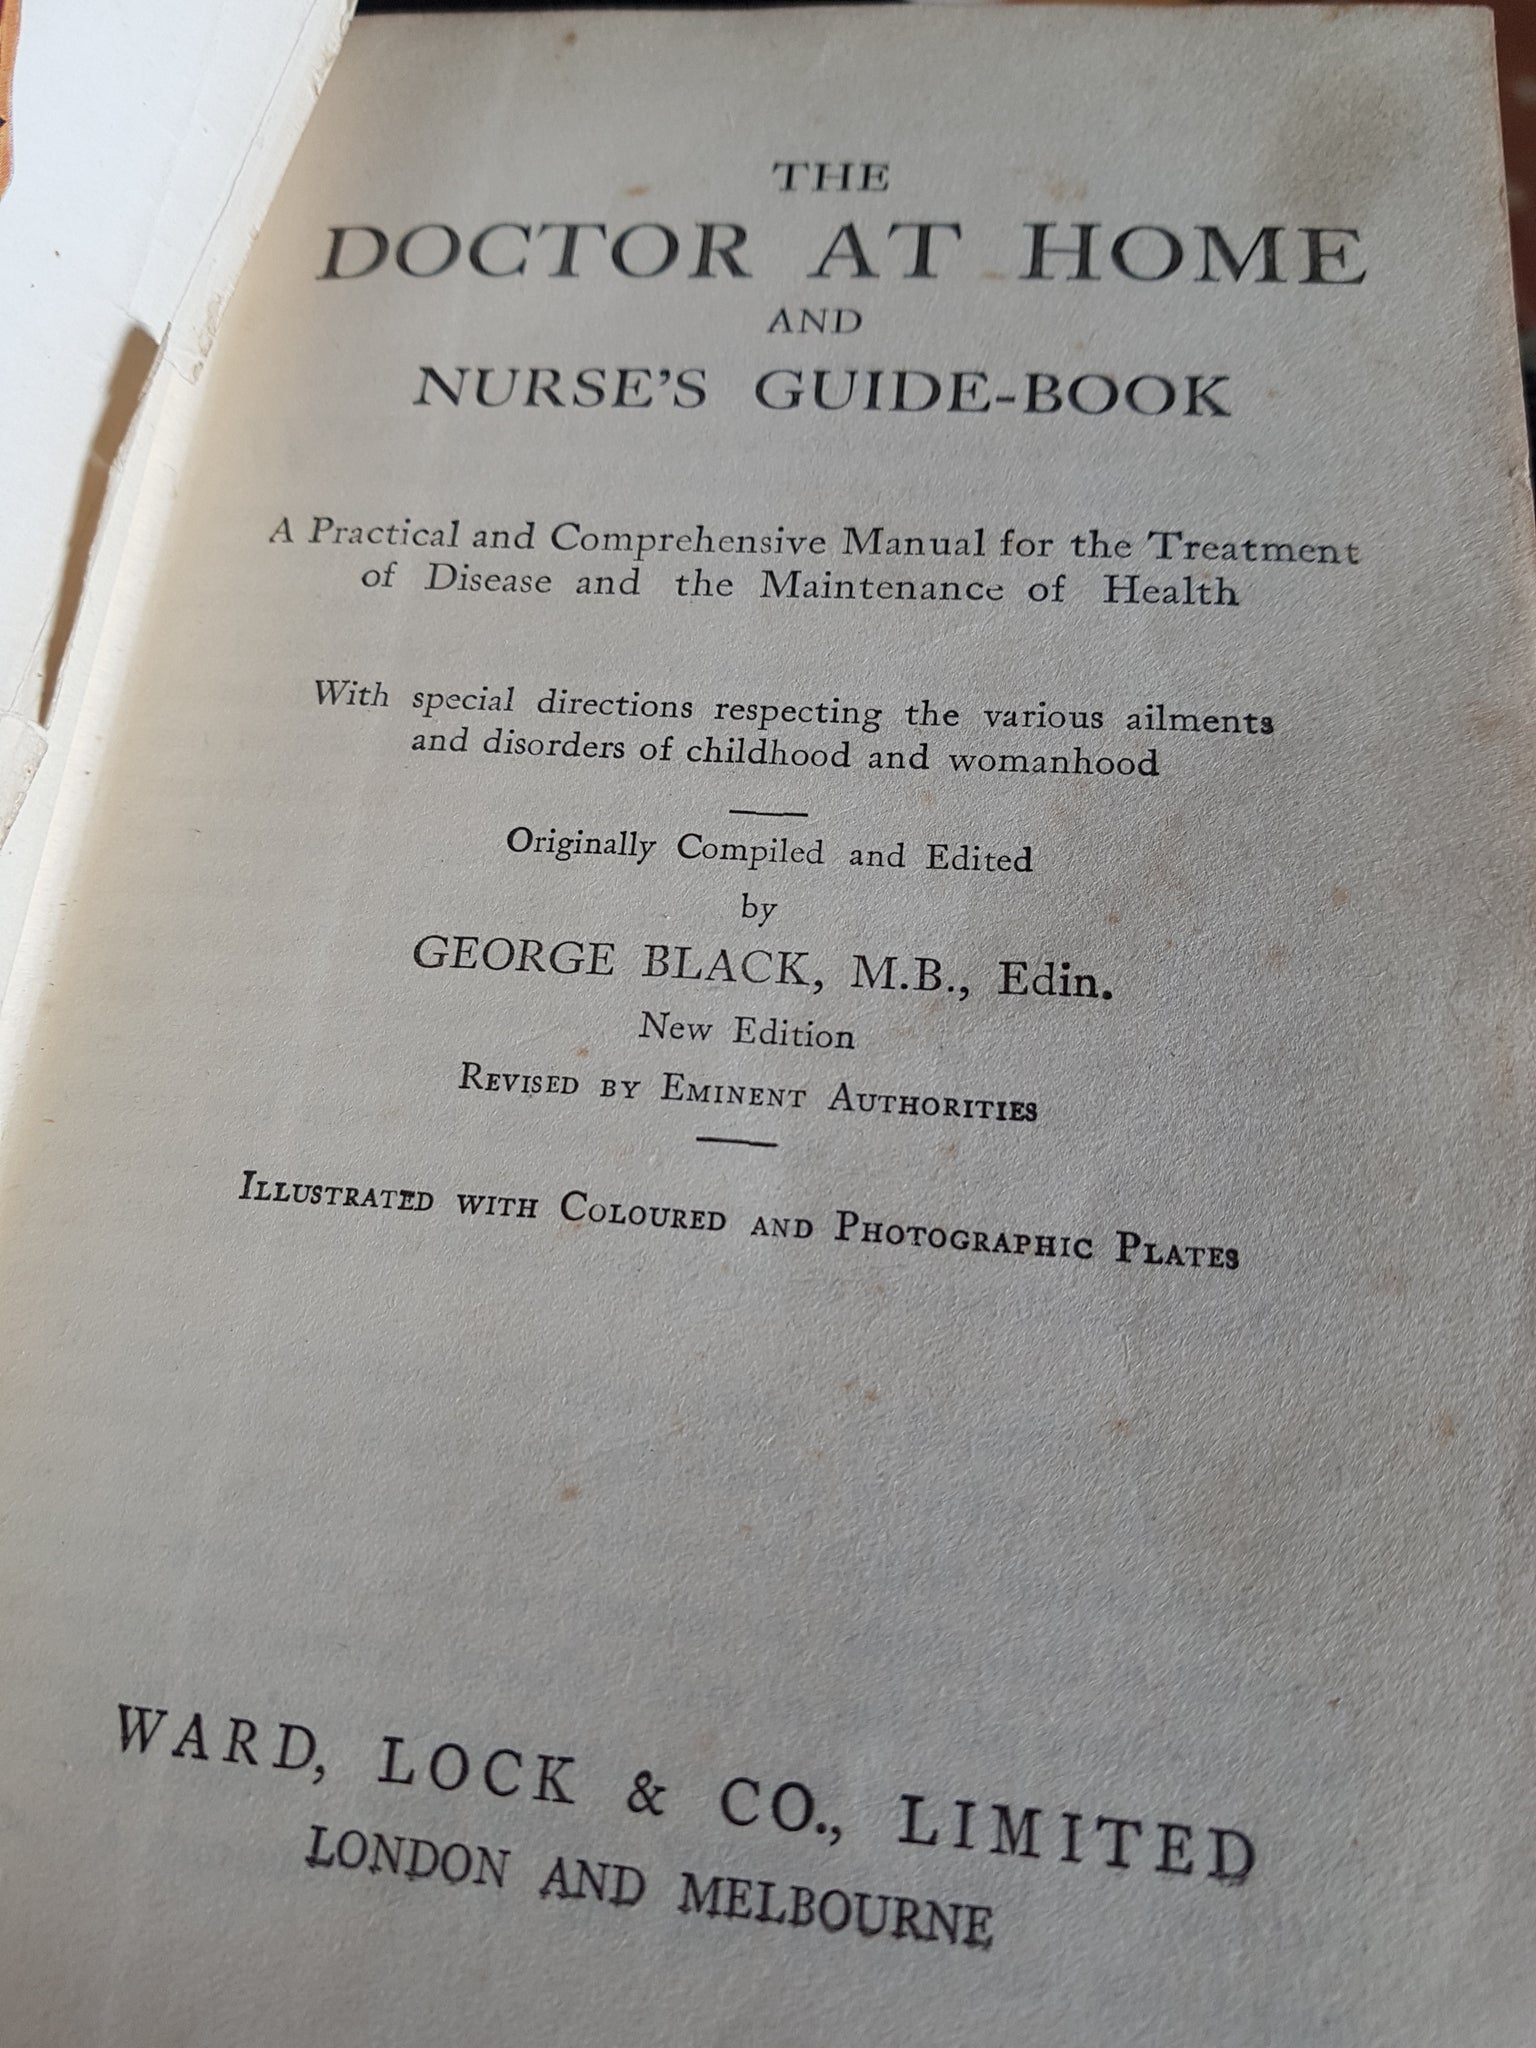 THE
DOCTOR AT HOME
AND
NURSE'S GUIDE-BOOK
A Practical and Comprehensive Manual for the Treatment
of Disease and the Maintenance of Health
With special directions respecting the various ailments
and disorders of childhood and womanhood
Originally Compiled and Edited
by
GEORGE BLACK, M.B., Edin.
New Edition
REVISED BY EMINENT AUTHORITIES
ILLUSTRATED WITH COLOURED AND PHOTOGRAPHIC PLATES
WARD, LOCK & CO., LIMITED
LONDON AND MELBOURNE